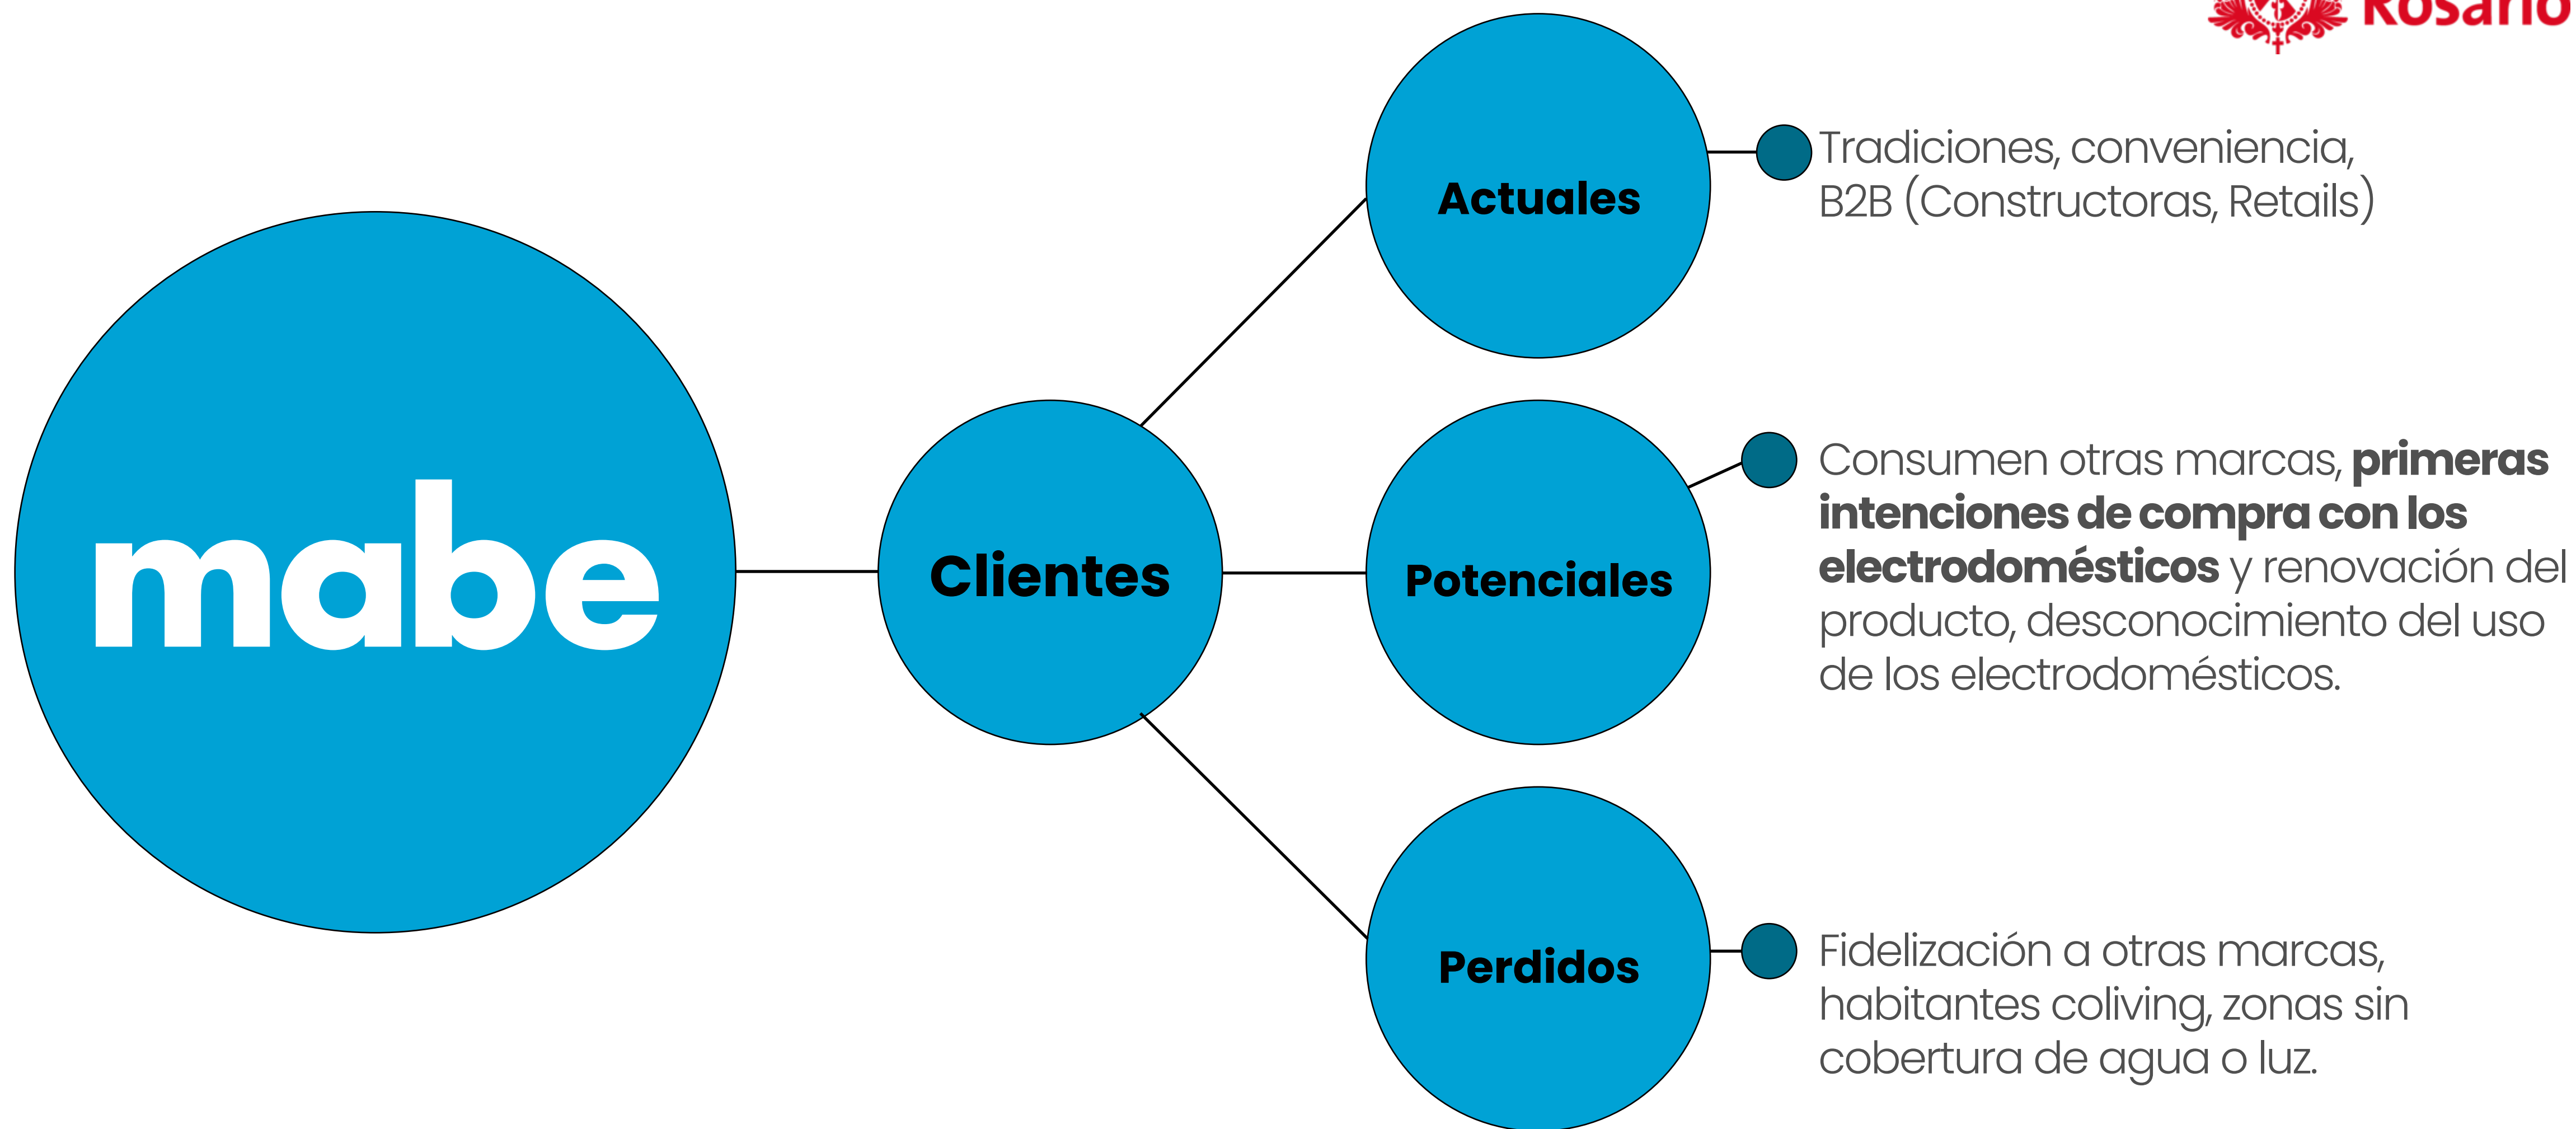 Rosario
Actuales
Tradiciones, conveniencia,
B2B (Constructoras, Retails)
mabe
Clientes
Potenciales
Consumen otras marcas, primeras
intenciones de compra con los
electrodomésticos y renovación del
producto, desconocimiento del uso
de los electrodomésticos.
Perdidos
Fidelización a otras marcas,
habitantes coliving, zonas sin
cobertura de agua o luz.